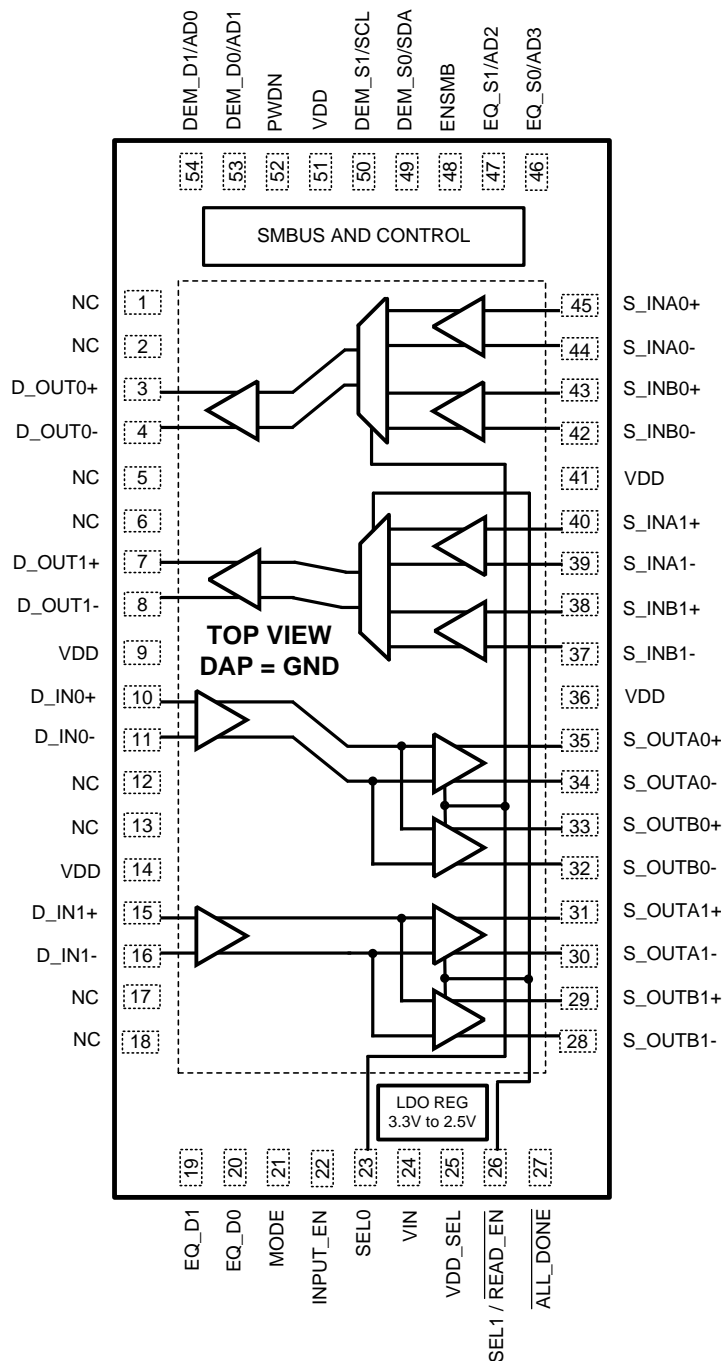 DEM_D1/AD0
DEM_D0/AD1
PWDN
VDD
DEM_S1/SCL
DEM_S0/SDA
ENSMB
EQ_S1/AD2
EQ_S0/AD3
54
53
52
51
50
49
48
47
46
SMBUS AND CONTROL
NC 1
NC 2
D_OUT0+ 3
D_OUT0- 4
NC 5
NC 6
D_OUT1+ 7
D_OUT1- 8
VDD 9
D_IN0+ 10
D_IN0- 11
NC 12
NC 13
VDD 14
D_IN1+ 15
D_IN1- 16
NC 17
NC 18
TOP VIEW
DAP = GND
45 S_INA0+
44 S_INA0-
43 S_INB0+
42 S_INB0-
41 VDD
40 S_INA1+
39 S_INA1-
38 S_INB1+
37 S_INB1-
36 VDD
35 S_OUTA0+
34 S_OUTA0-
33 S_OUTB0+
32 S_OUTB0-
31 S_OUTA1+
30 S_OUTA1-
29 S_OUTB1+
28 S_OUTB1-
LDO REG
3.3V to 2.5V
19
20
21
22
23
24
25
26
27
EQ_D1
EQ_D0
MODE
INPUT_EN
SEL0
VIN
VDD_SEL
SEL1 / READ_EN
ALL_DONE